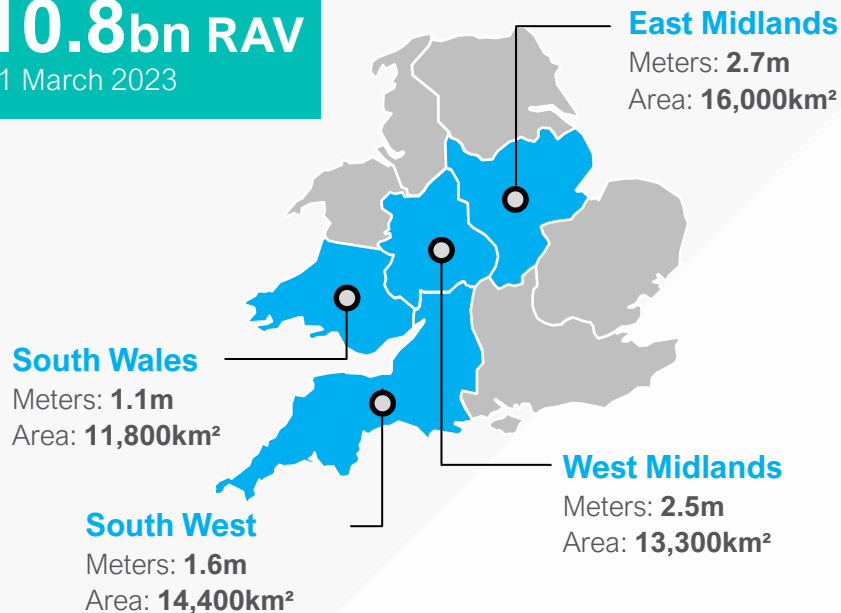 10.8bn RAV
1 March 2023
East Midlands
Meters: 2.7m
Area: 16,000km²
South Wales
Meters: 1.1m
Area: 11,800km²
West Midlands
Meters: 2.5m
Area: 13,300km²
South West
Meters: 1.6m
Area: 14,400km²